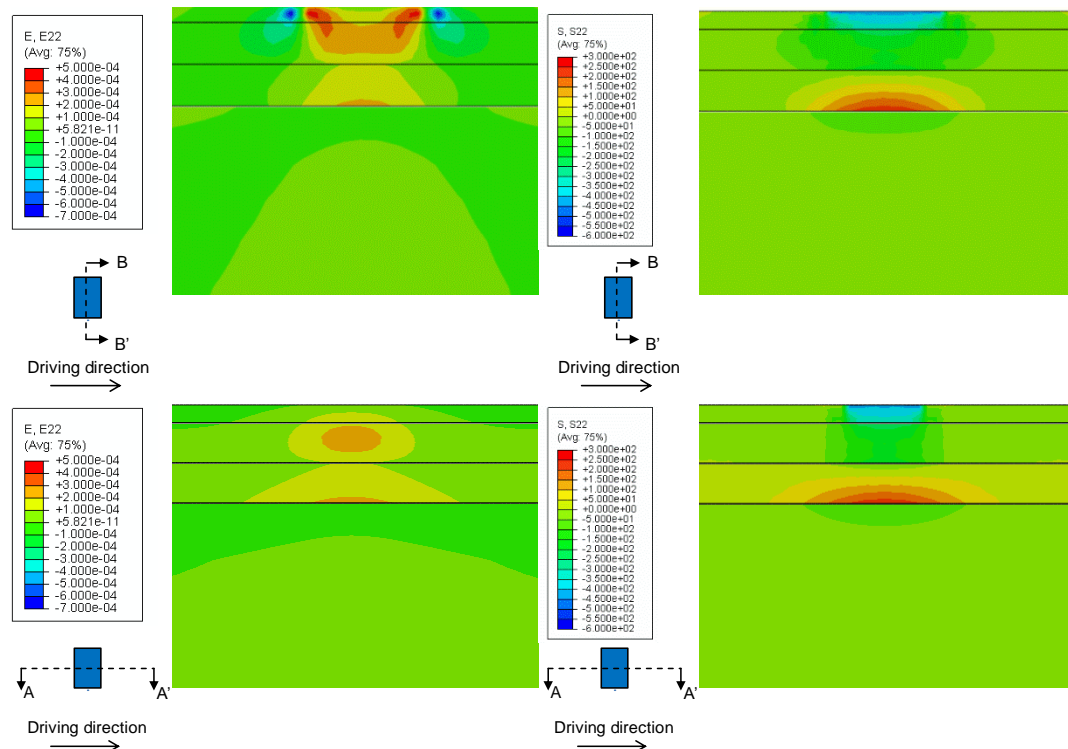 E, E22
(Avg: 75%)
+5.000e-04
+4.000e-04
+3.000e-04
+2.000e-04
+1.000e-04
+5.821e-11
-1.000e-04
-2.000e-04
-3.000e-04
-4.000e-04
-5.000e-04
-6.000e-04
-7.000e-04
B
B'
Driving direction
S, S22
(Avg: 75%)
+3.000e+02
+2.500e+02
+2.000e+02
+1.500e+02
+1.000e+02
+5.000e+01
+0.000e+00
-5.000e+01
-1.000e+02
-1.500e+02
-2.000e+02
-2.500e+02
-3.000e+02
-3.500e+02
-4.000e+02
-4.500e+02
-5.000e+02
-5.500e+02
-6.000e+02
B
B'
Driving direction
E, E22
(Avg: 75%)
+5.000e-04
+4.000e-04
+3.000e-04
+2.000e-04
+1.000e-04
+5.821e-11
-1.000e-04
-2.000e-04
-3.000e-04
-4.000e-04
-5.000e-04
-6.000e-04
-7.000e-04
A
A'
Driving direction
S, S22
(Avg: 75%)
+3.000e+02
+2.500e+02
+2.000e+02
+1.500e+02
+1.000e+02
+5.000e+01
+0.000e+00
-5.000e+01
-1.000e+02
-1.500e+02
-2.000e+02
-2.500e+02
-3.000e+02
-3.500e+02
-4.000e+02
-4.500e+02
-5.000e+02
-5.500e+02
-6.000e+02
A
A'
Driving direction